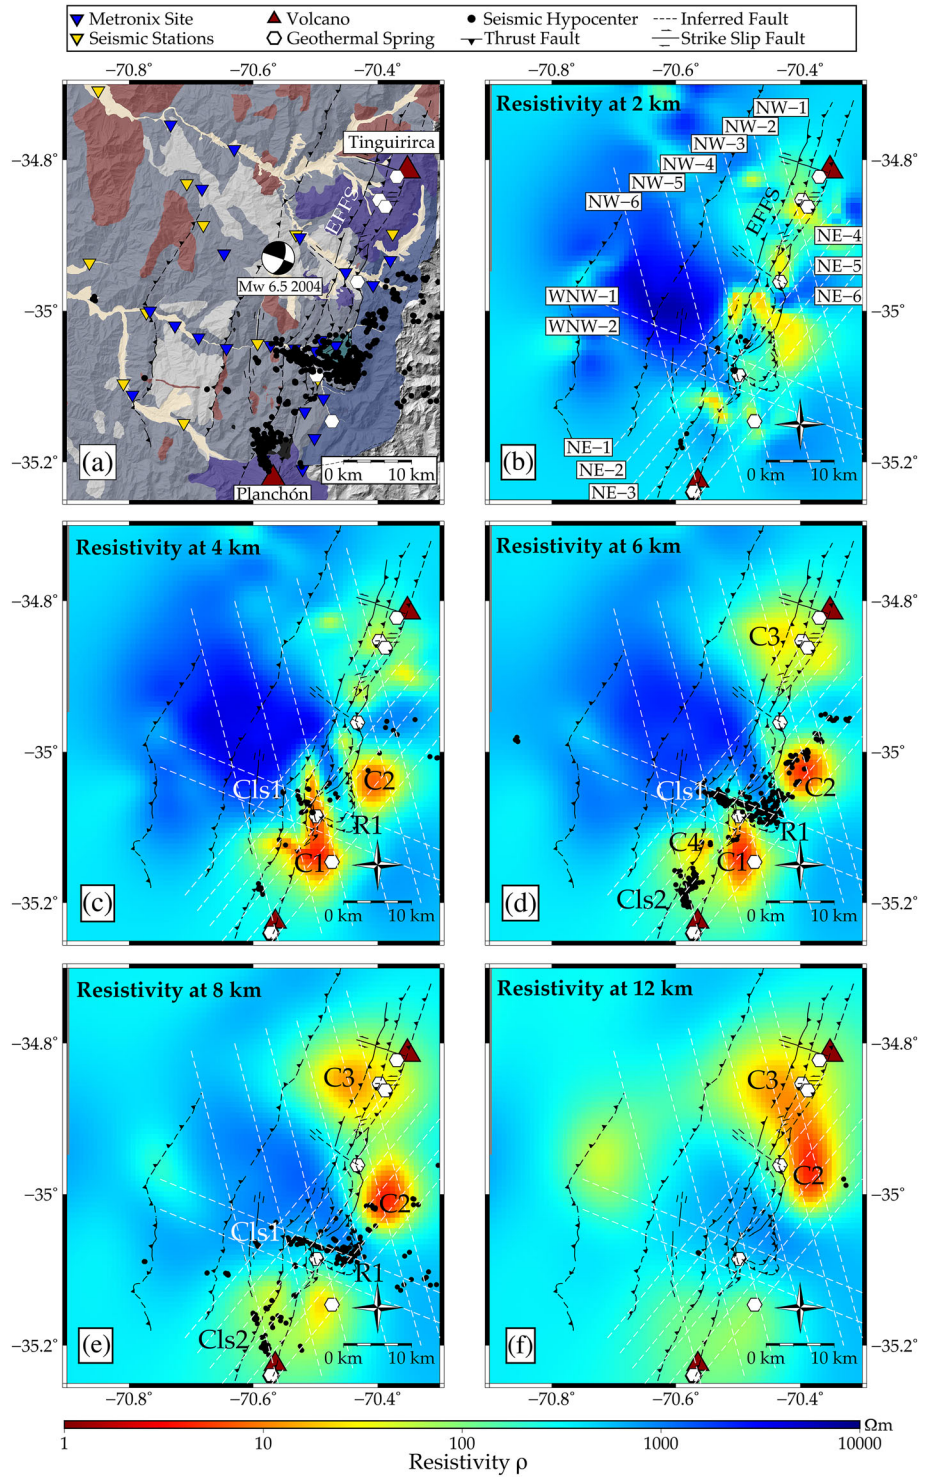 Metronix Site Volcano Seismic Hypocenter Inferred Fault
Seismic Stations Geothermal Spring Thrust Fault Strike Slip Fault
−70.8° −70.6° −70.4° −70.8° −70.6° −70.4°
Tinguiririca
EFFS
Mw 6.5 2004
Planchón
(a)
0 km 10 km
−34.8°
−35°
−35.2°
Resistivity at 2 km
NW−1
NW−2
NW−3
NW−4
NW−5
NW−6
EFFS
NE−4
NE−5
NE−6
WNW−1
WNW−2
NE−1
NE−2
NE−3
(b)
0 km 10 km
−34.8°
−35°
−35.2°
Resistivity at 4 km
−34.8°
−35°
−35.2°
Cls1
C2
R1
C1
(c)
0 km 10 km
Resistivity at 6 km
C3
Cls1
C2
R1
C4
C1
Cls2
(d)
0 km 10 km
−34.8°
−35°
−35.2°
Resistivity at 8 km
−34.8°
−35°
−35.2°
C3
C2
Cls1
R1
Cls2
(e)
0 km 10 km
Resistivity at 12 km
C3
C2
(f)
0 km 10 km
−34.8°
−35°
−35.2°
−70.8° −70.6° −70.4° −70.8° −70.6° −70.4°
Ωm
1 10 100 1000 10000
Resistivity ρ